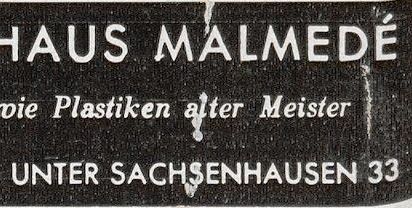 HAUS MALMEDÉ
wie Plastiken alter Meister
UNTER SACHSENHAUSEN 33